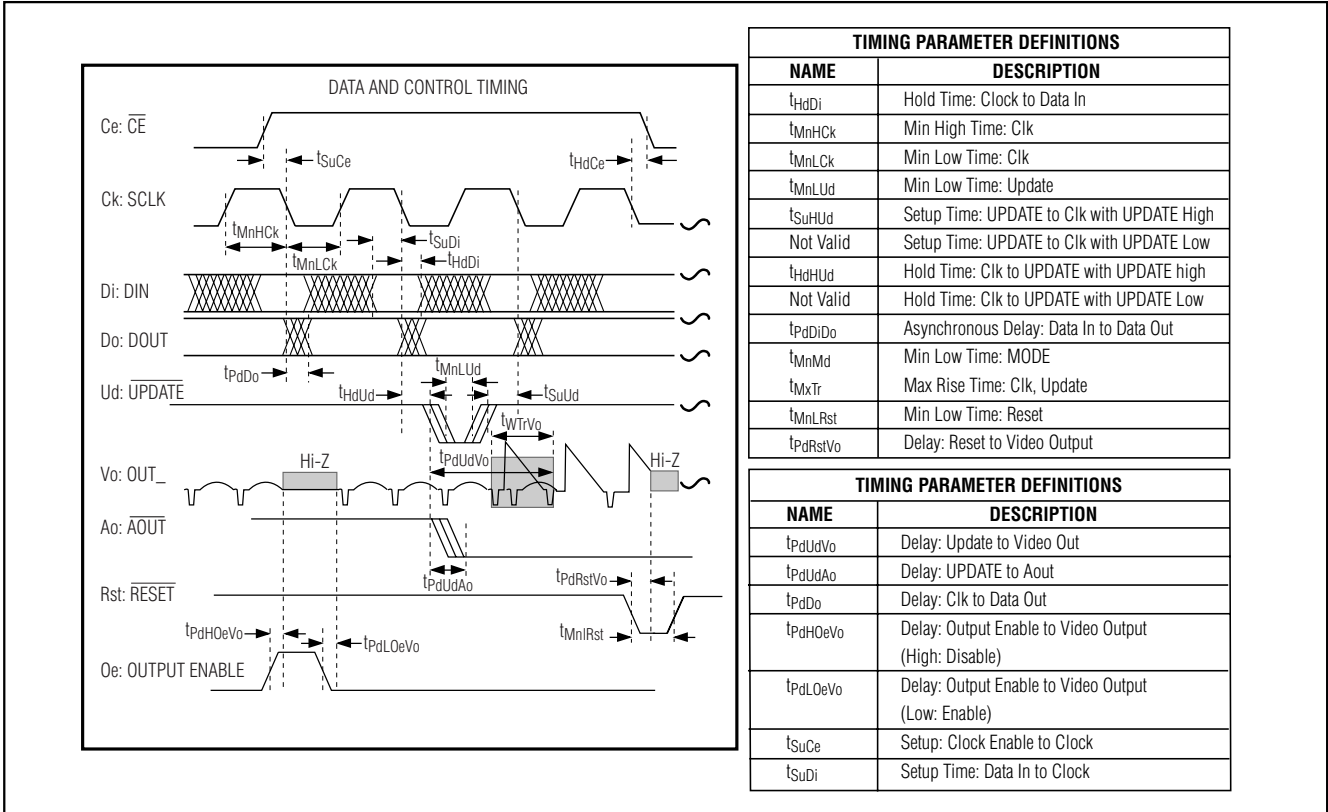 DATA AND CONTROL TIMING
Ce: CE
tSuCe
tHdCe
Ck: SCLK
tMnHCk
tSuDi
tMnLCk
tHdDi
Di: DIN
Do: DOUT
tPdDo
tMnLUd
Ud: UPDATE
tHdUd
tSuUd
tWTrVo
tPdUdVo
Hi-Z
Hi-Z
Vo: OUT_
Ao: AOUT
tPdUdAo
tPdRstVo
Rst: RESET
tMnlRst
tPdHOeVo
tPdLOeVo
Oe: OUTPUT ENABLE
TIMING PARAMETER DEFINITIONS
NAME DESCRIPTION
tHdDi Hold Time: Clock to Data In
tMnHCk Min High Time: Clk
tMnLCk Min Low Time: Clk
tMnLUd Min Low Time: Update
tSuHUd Setup Time: UPDATE to Clk with UPDATE High
Not Valid Setup Time: UPDATE to Clk with UPDATE Low
tHdHUd Hold Time: Clk to UPDATE with UPDATE high
Not Valid Hold Time: Clk to UPDATE with UPDATE Low
tPdDiDo Asynchronous Delay: Data In to Data Out
tMnMd Min Low Time: MODE
tMxTr Max Rise Time: Clk, Update
tMnLRst Min Low Time: Reset
tPdRstVo Delay: Reset to Video Output
TIMING PARAMETER DEFINITIONS
NAME DESCRIPTION
tPdUdVo Delay: Update to Video Out
tPdUdAo Delay: UPDATE to Aout
tPdDo Delay: Clk to Data Out
tPdHOeVo Delay: Output Enable to Video Output
(High: Disable)
tPdLOeVo Delay: Output Enable to Video Output
(Low: Enable)
tSuCe Setup: Clock Enable to Clock
tSuDi Setup Time: Data In to Clock